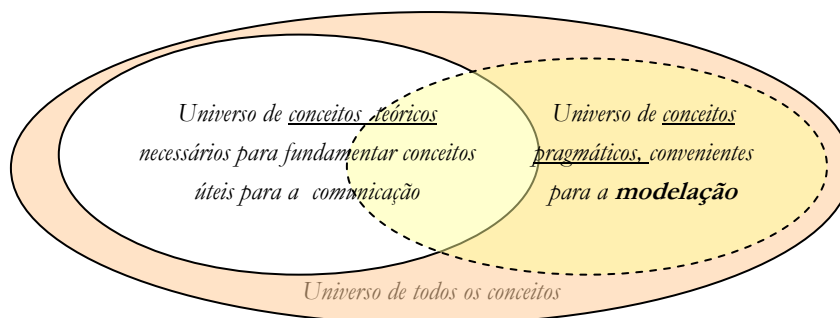 Universo de conceitos teóricos
necessários para fundamentar conceitos
úteis para a comunicação
Universo de conceitos
pragmáticos, convenientes
para a modelação
Universo de todos os conceitos